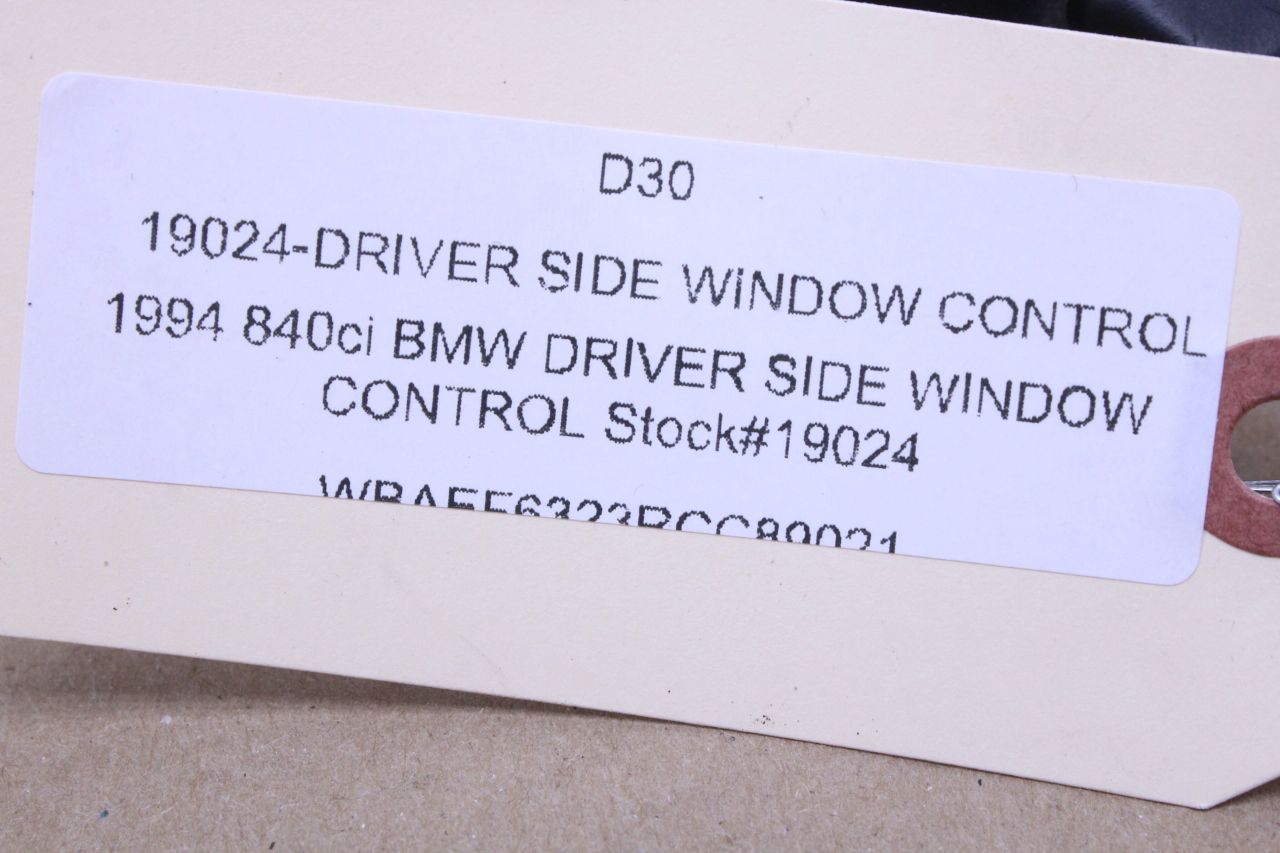 D30
19024-DRIVER SIDE WINDOW CONTROL
1994 840ci BMW DRIVER SIDE WINDOW
CONTROL Stock#19024